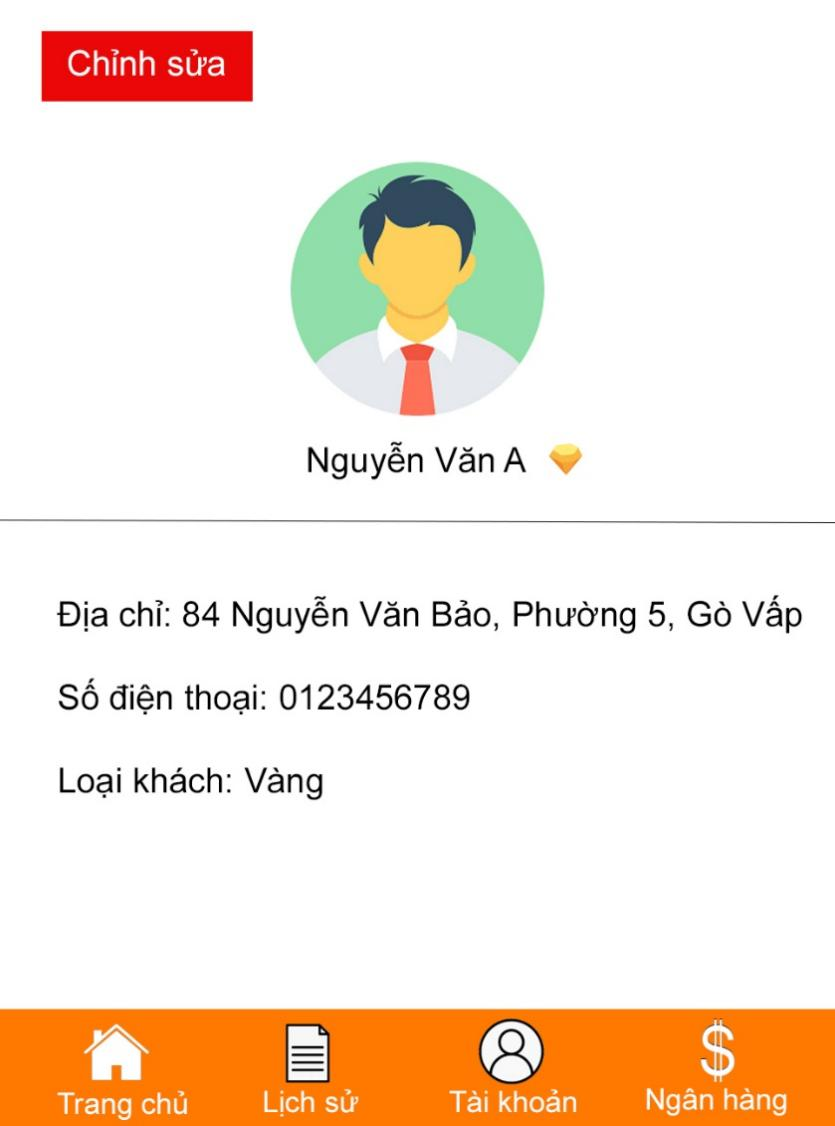 Chỉnh sửa
Nguyễn Văn A
Địa chỉ: 84 Nguyễn Văn Bảo, Phường 5, Gò Vấp
Số điện thoại: 0123456789
Loại khách: Vàng
Trang chủ Lịch sử Tài khoản Ngân hàng